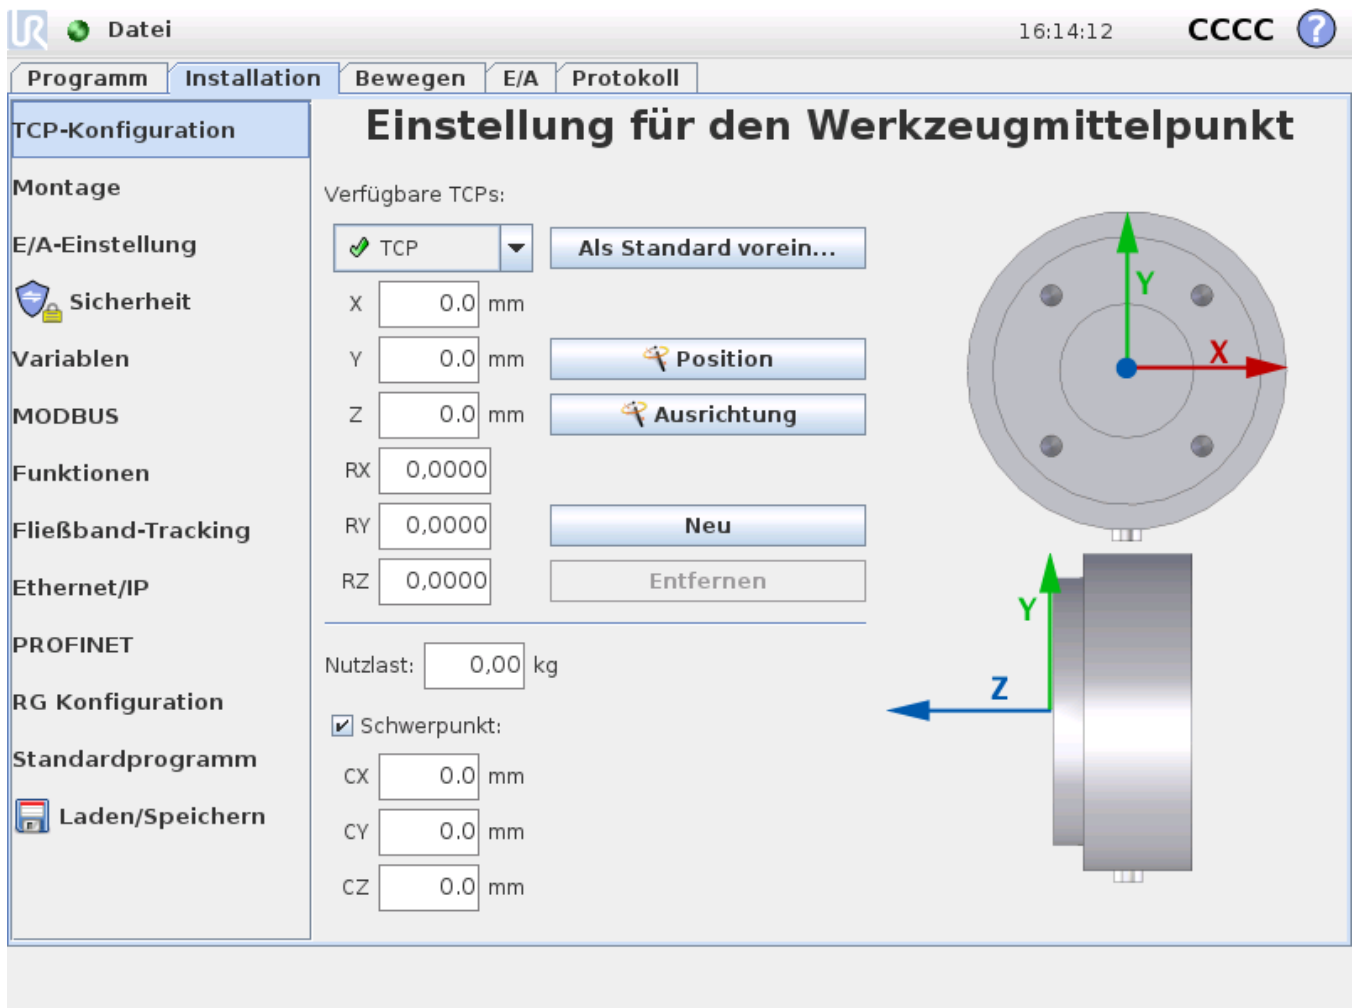 UR Datei 16:14:12 CCCC ?
Programm Installation Bewegen E/A Protokoll
TCP-Konfiguration
Montage
E/A-Einstellung
Sicherheit
Variablen
MODBUS
Funktionen
Fließband-Tracking
Ethernet/IP
PROFINET
RG Konfiguration
Standardprogramm
Laden/Speichern
Einstellung für den Werkzeugmittelpunkt
Verfügbare TCPs:
TCP Als Standard vorein...
X 0.0 mm
Y 0.0 mm Position
Z 0.0 mm Ausrichtung
RX 0,0000
RY 0,0000 Neu
RZ 0,0000 Entfernen
Nutzlast: 0,00 kg
Schwerpunkt:
CX 0.0 mm
CY 0.0 mm
CZ 0.0 mm
Y
X
Y
Z